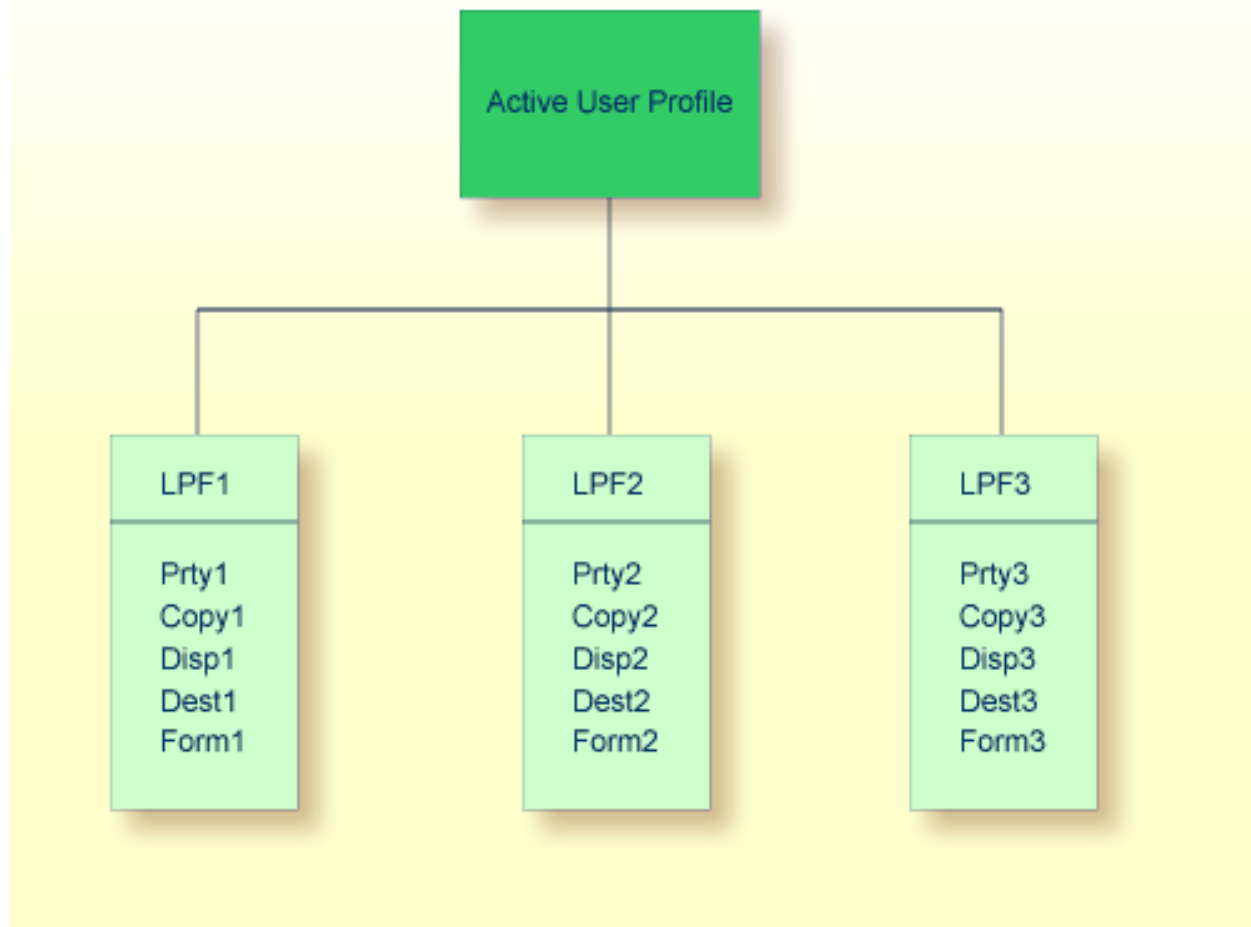 Active User Profile
LPF1
Prty1
Copy1
Disp1
Dest1
Form1
LPF2
Prty2
Copy2
Disp2
Dest2
Form2
LPF3
Prty3
Copy3
Disp3
Dest3
Form3